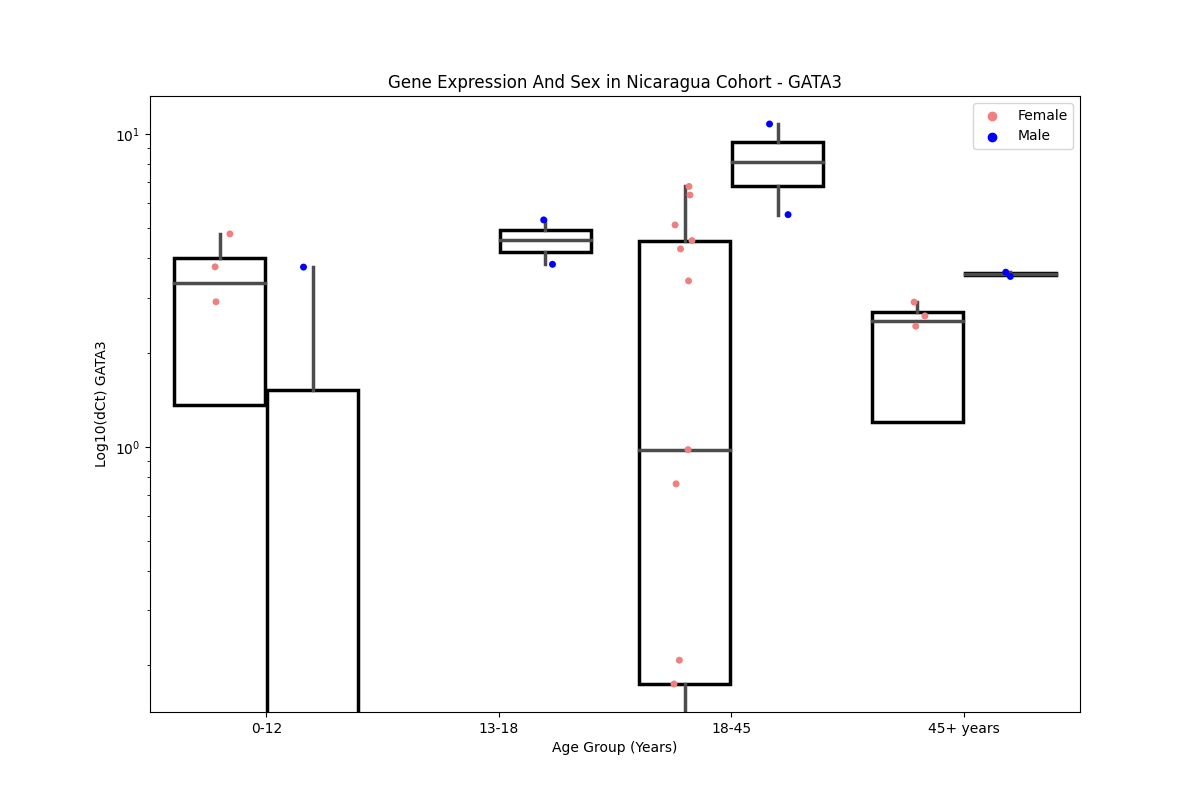 Gene Expression And Sex in Nicaragua Cohort - GATA3
Female
Male
10¹
10⁰
Log10(dCt) GATA3
0-12
13-18
18-45
45+ years
Age Group (Years)